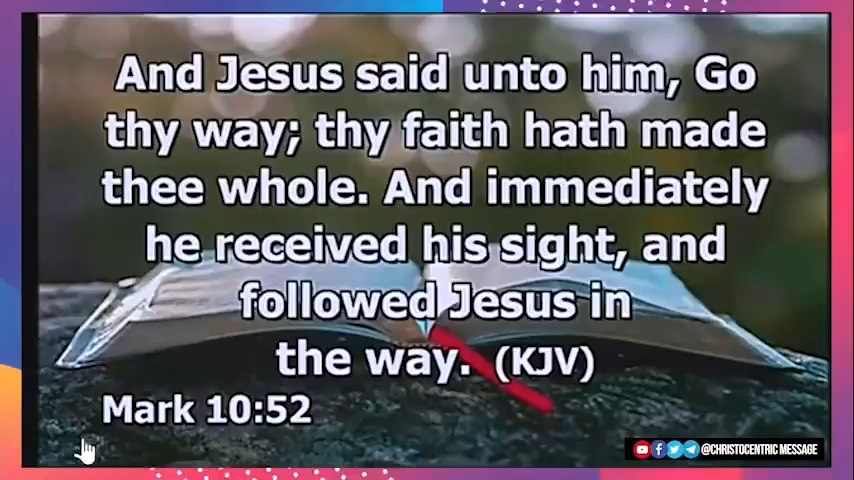 And Jesus said unto him, Go
thy way; thy faith hath made
thee whole. And immediately
he received his sight, and
followed Jesus in
the way. (KJV)
Mark 10:52
@CHRISTOCENTRIC MESSAGE